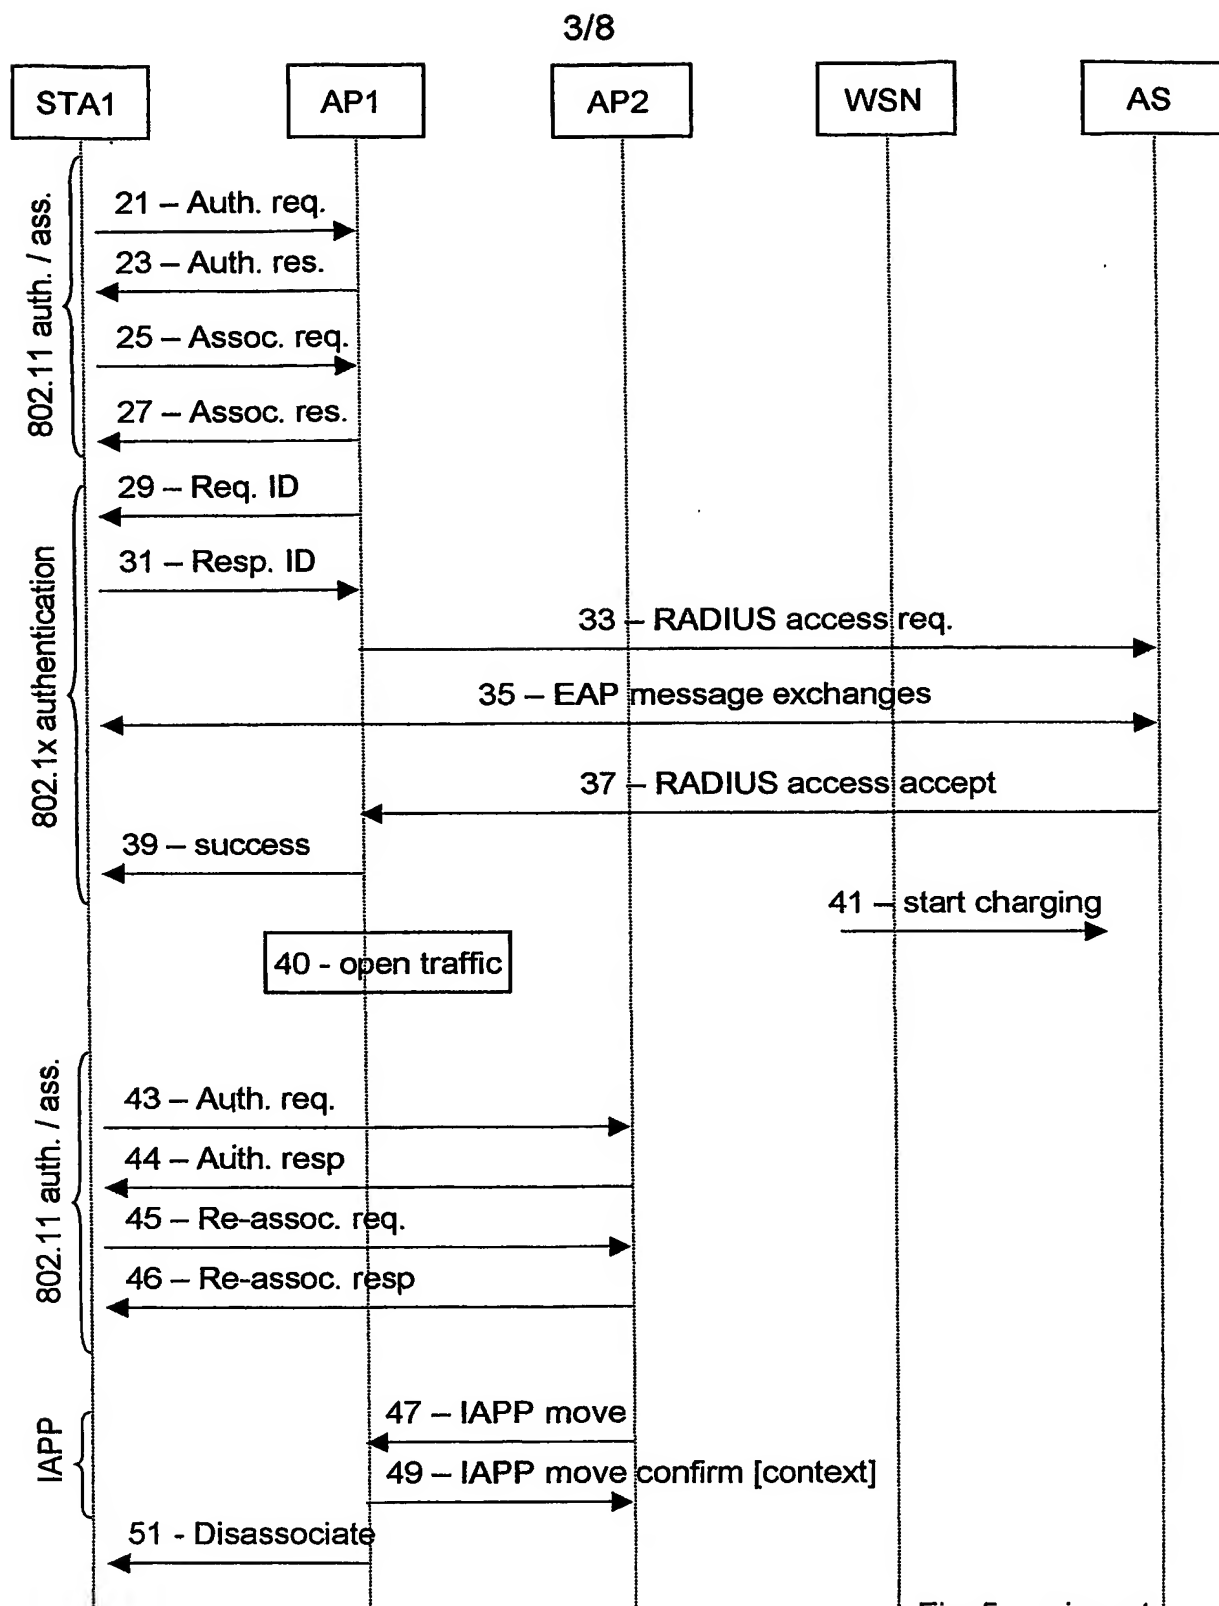 3/8
STA1 AP1 AP2 WSN AS
802.11 auth. / ass.
21 – Auth. req.
23 – Auth. res.
25 – Assoc. req.
27 – Assoc. res.
802.1x authentication
29 – Req. ID
31 – Resp. ID
33 – RADIUS access req.
35 – EAP message exchanges
37 – RADIUS access accept
39 – success
41 – start charging
40 - open traffic
802.11 auth. / ass.
43 – Auth. req.
44 – Auth. resp
45 – Re-assoc. req.
46 – Re-assoc. resp
IAPP
47 – IAPP move
49 – IAPP move confirm [context]
51 - Disassociate